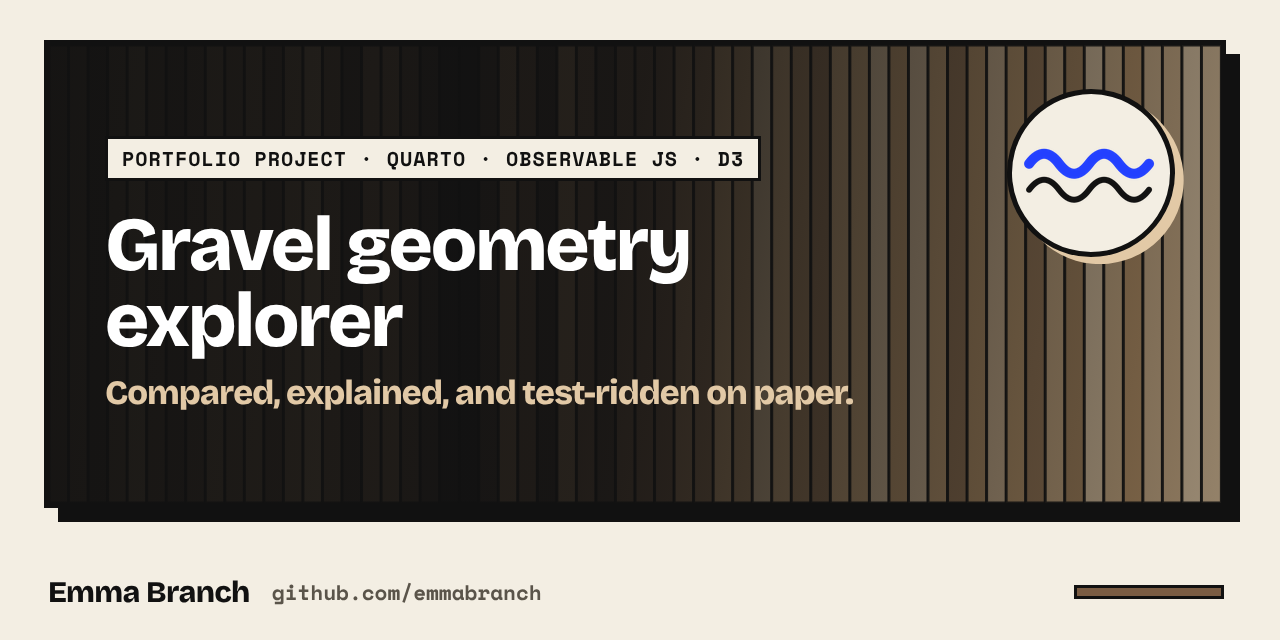 PORTFOLIO PROJECT · QUARTO · OBSERVABLE JS · D3
Gravel geometry
explorer
Compared, explained, and test-ridden on paper.
Emma Branch github.com/emmabranch